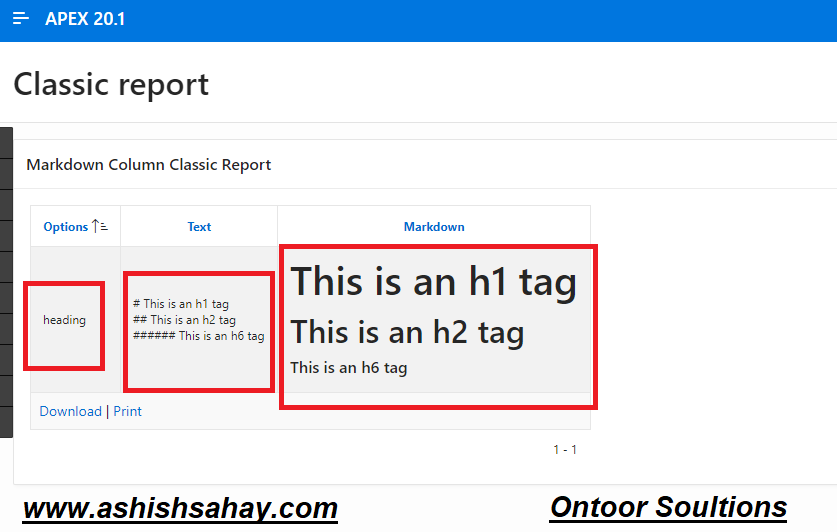 APEX 20.1
Classic report
Markdown Column Classic Report
Options Text Markdown
heading
# This is an h1 tag
## This is an h2 tag
###### This is an h6 tag
This is an h1 tag
This is an h2 tag
This is an h6 tag
Download | Print
1 - 1
www.ashishsahay.com Ontoor Soultions